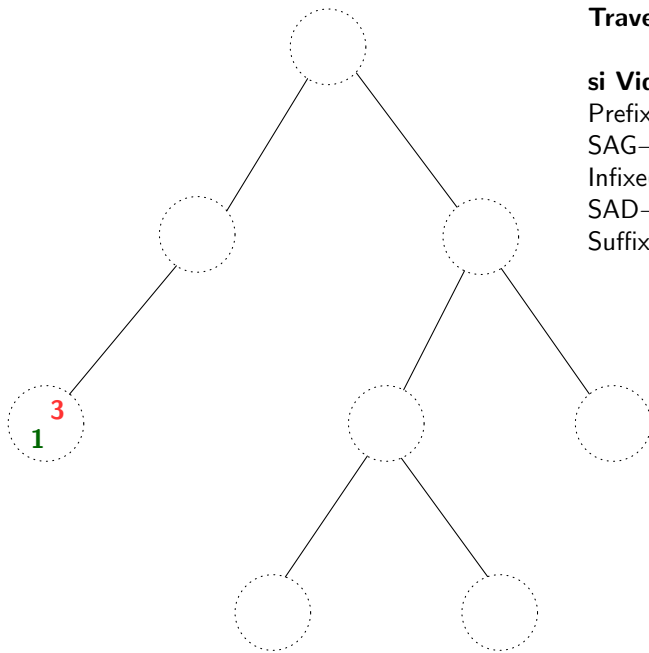 Trave
si Vid
Prefix
SAG–
Infixe
SAD–
Suffix
3
1